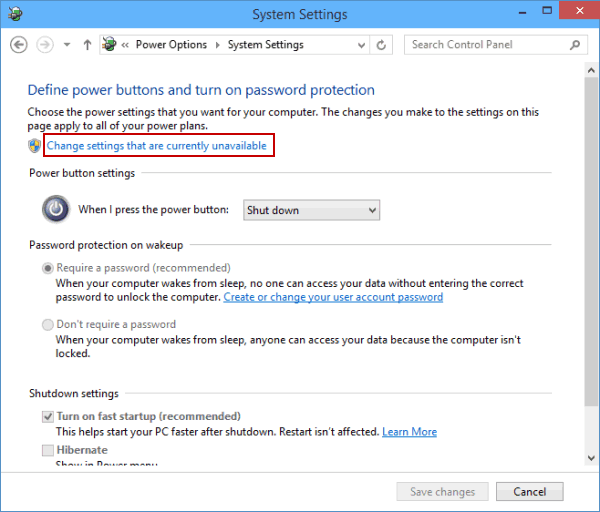 System Settings
« Power Options › System Settings
Search Control Panel
Define power buttons and turn on password protection
Choose the power settings that you want for your computer. The changes you make to the settings on this
page apply to all of your power plans.
Change settings that are currently unavailable
Power button settings
When I press the power button: Shut down
Password protection on wakeup
Require a password (recommended)
When your computer wakes from sleep, no one can access your data without entering the correct
password to unlock the computer. Create or change your user account password
Don't require a password
When your computer wakes from sleep, anyone can access your data because the computer isn't
locked.
Shutdown settings
Turn on fast startup (recommended)
This helps start your PC faster after shutdown. Restart isn't affected. Learn More
Hibernate
Show in Power menu
Save changes Cancel